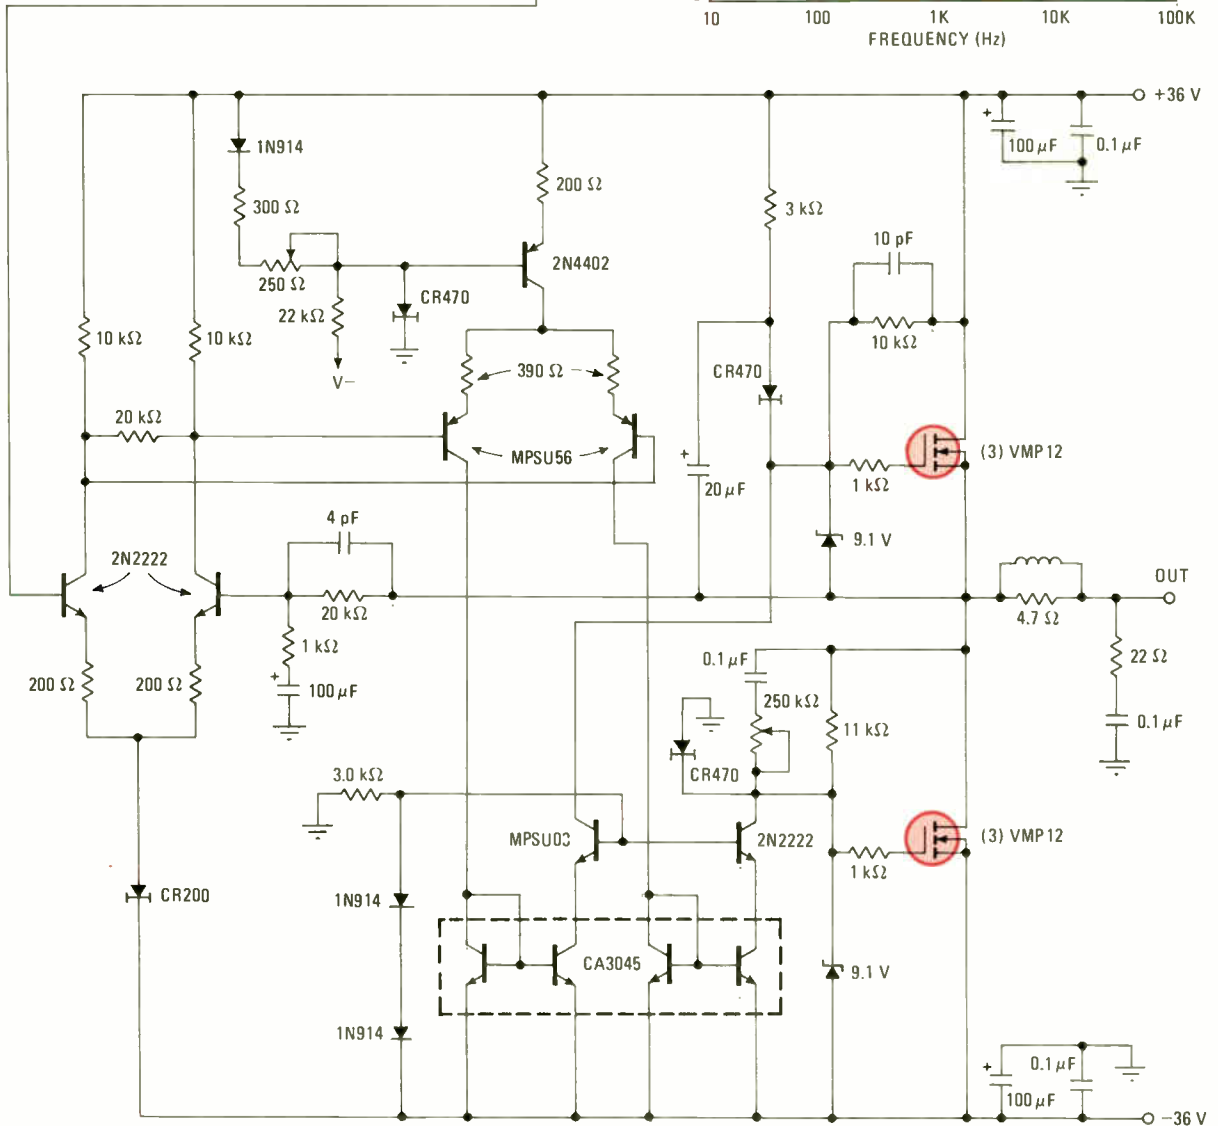 10 100 1K 10K 100K
FREQUENCY (Hz)
+36 V
1N914
100 µF
0.1 µF
200 Ω
300 Ω
3 kΩ
10 pF
2N4402
250 Ω
CR470
22 kΩ
10 kΩ
10 kΩ
10 kΩ
V−
390 Ω
CR470
20 kΩ
MPSU56
(3) VMP12
1 kΩ
20 µF
4 pF
9.1 V
2N2222
OUT
20 kΩ
4.7 Ω
1 kΩ
0.1 µF
22 Ω
200 Ω
200 Ω
100 µF
250 kΩ
11 kΩ
0.1 µF
3.0 kΩ
CR470
MPSU03
2N2222
(3) VMP12
1 kΩ
CR200
1N914
CA3045
9.1 V
1N914
0.1 µF
100 µF
−36 V